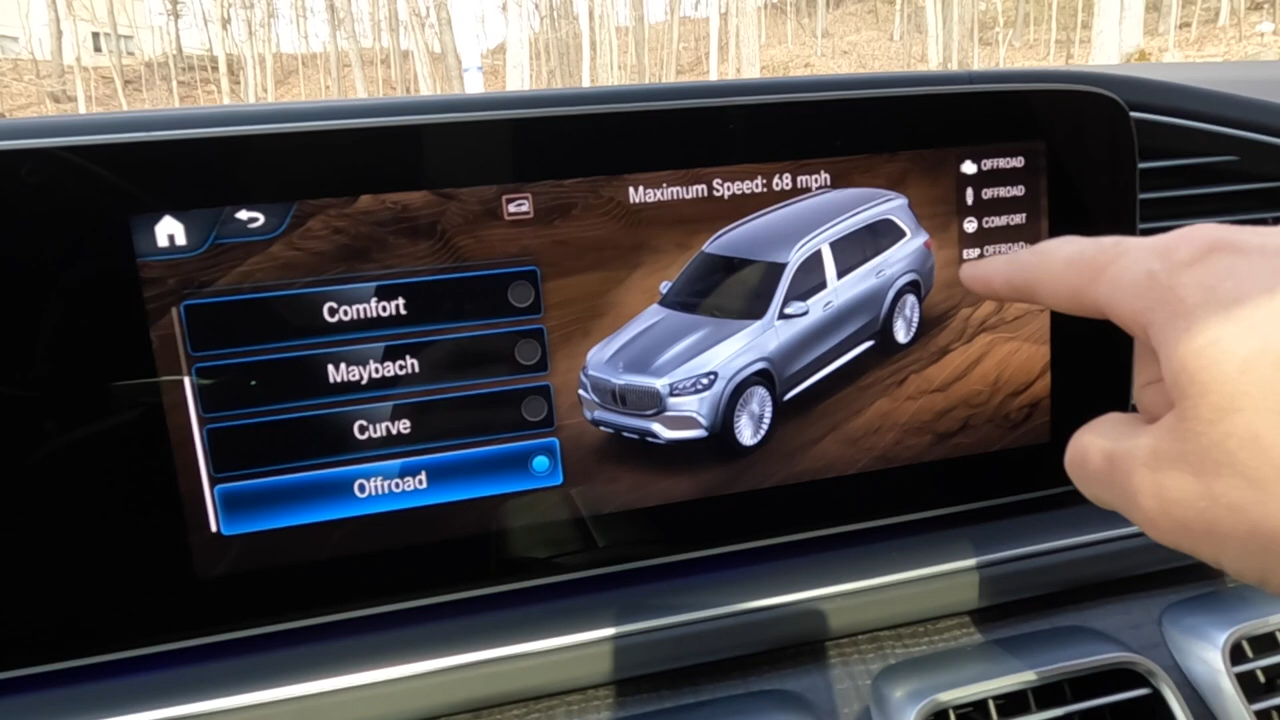 Maximum Speed: 68 mph
OFFROAD
OFFROAD
COMFORT
ESP OFFROAD+
Comfort
Maybach
Curve
Offroad